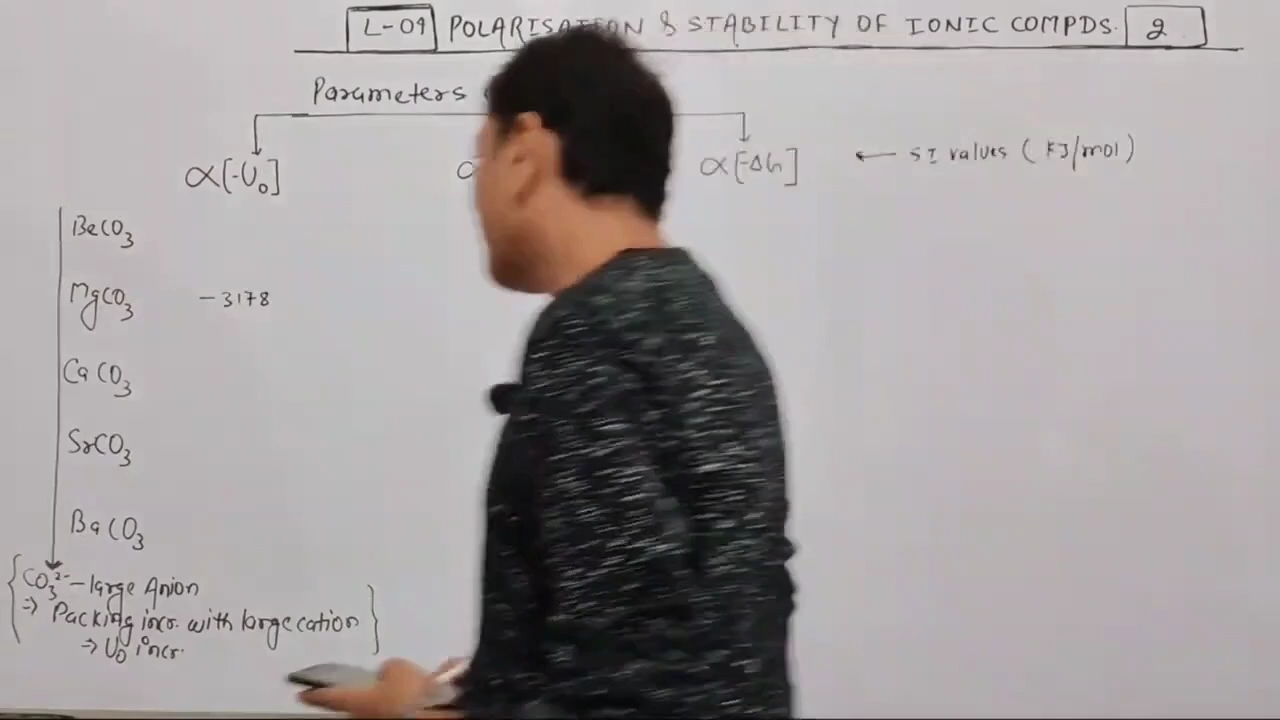 L-09 POLARISATION & STABILITY OF IONIC COMPDS. 2
Parameters
α[-U₀] α[-ΔG] ← SI values (KJ/mol)
BeCO₃
MgCO₃ -3178
CaCO₃
SrCO₃
BaCO₃
{CO₃²⁻ - large Anion
⇒ Packing incr. with large cation}
⇒ U₀ incr.